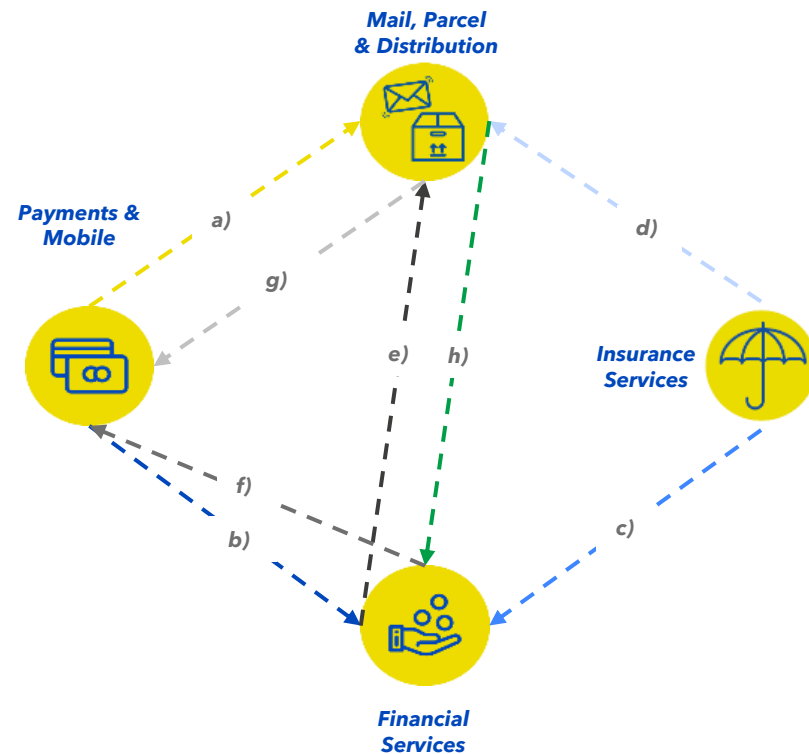 Mail, Parcel
& Distribution
Payments &
Mobile
a)
d)
g)
e)
h)
Insurance
Services
f)
b)
c)
Financial
Services